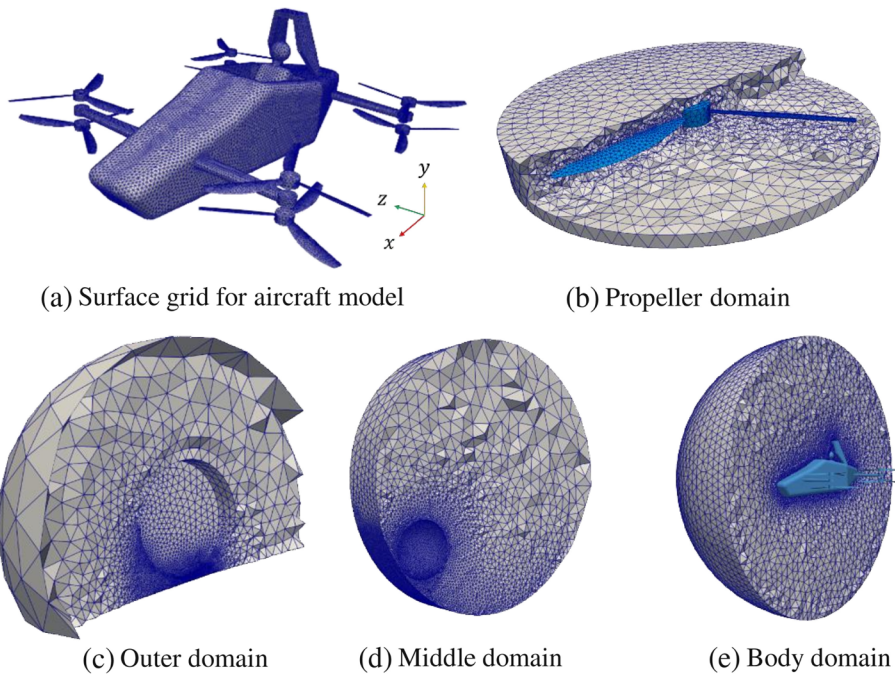 y
z
x
(a) Surface grid for aircraft model
(b) Propeller domain
(c) Outer domain
(d) Middle domain
(e) Body domain